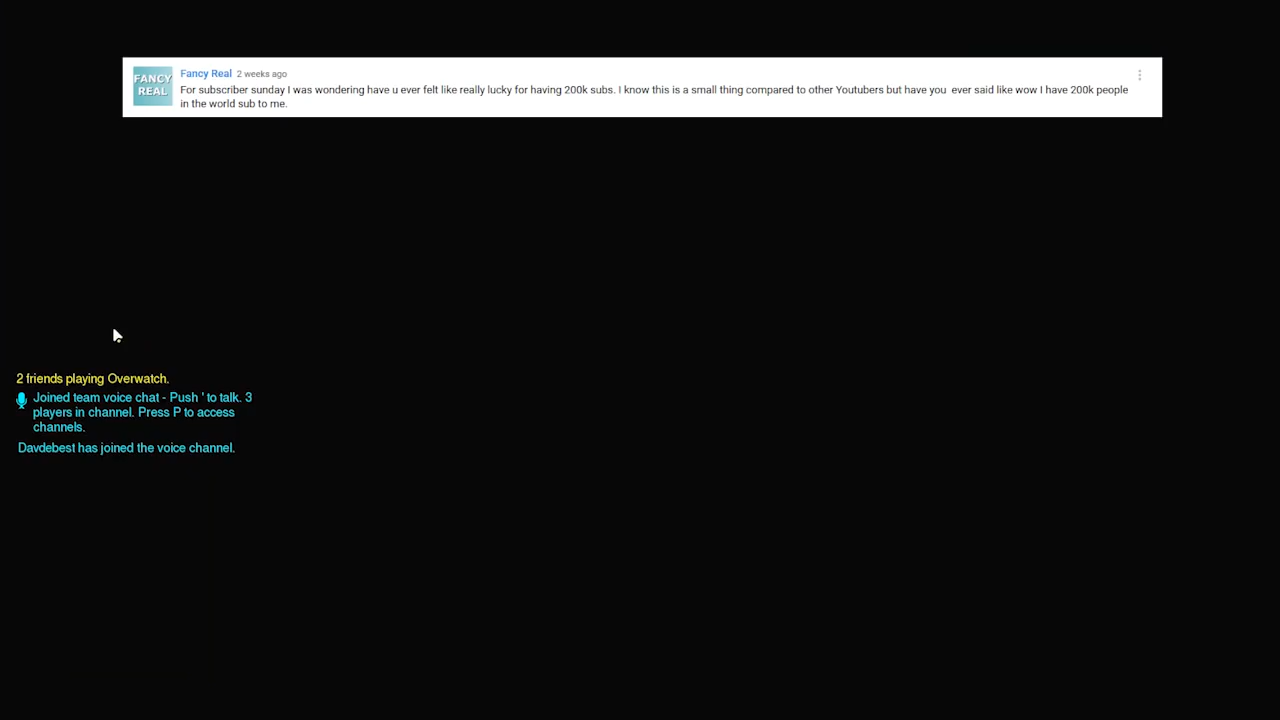 FANCY
REAL
Fancy Real 2 weeks ago
For subscriber sunday I was wondering have u ever felt like really lucky for having 200k subs. I know this is a small thing compared to other Youtubers but have you  ever said like wow I have 200k people
in the world sub to me.
2 friends playing Overwatch.
Joined team voice chat - Push ' to talk. 3
players in channel. Press P to access
channels.
Davdebest has joined the voice channel.